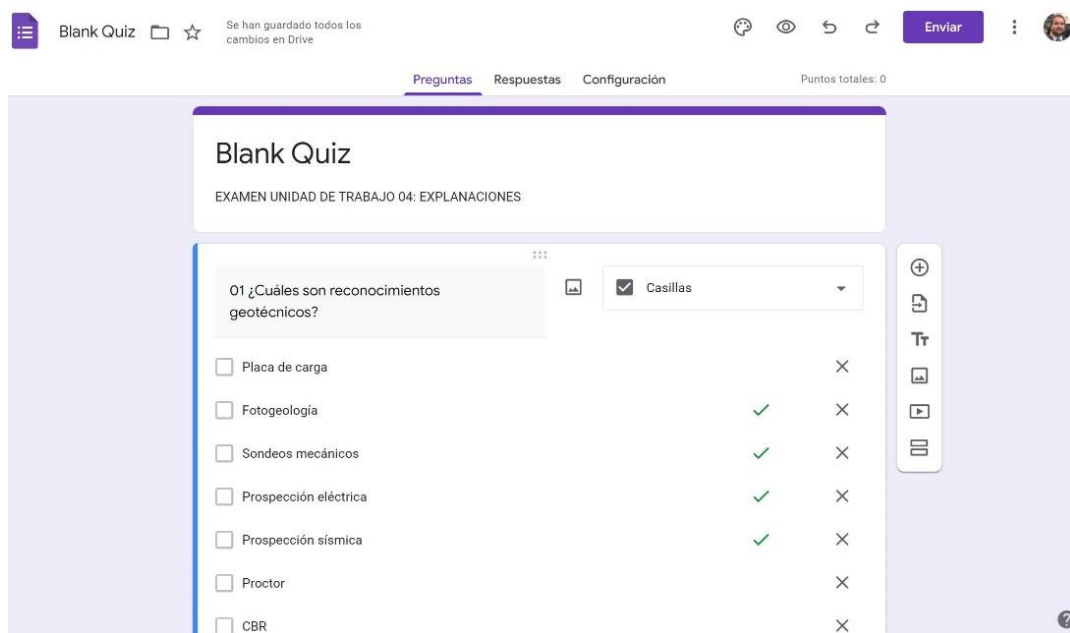 Blank Quiz
Se han guardado todos los
cambios en Drive
Enviar
Preguntas Respuestas Configuración Puntos totales: 0
Blank Quiz
EXAMEN UNIDAD DE TRABAJO 04: EXPLANACIONES
01 ¿Cuáles son reconocimientos
geotécnicos?
Casillas
Tт
Placa de carga
Fotogeología
Sondeos mecánicos
Prospección eléctrica
Prospección sísmica
Proctor
CBR